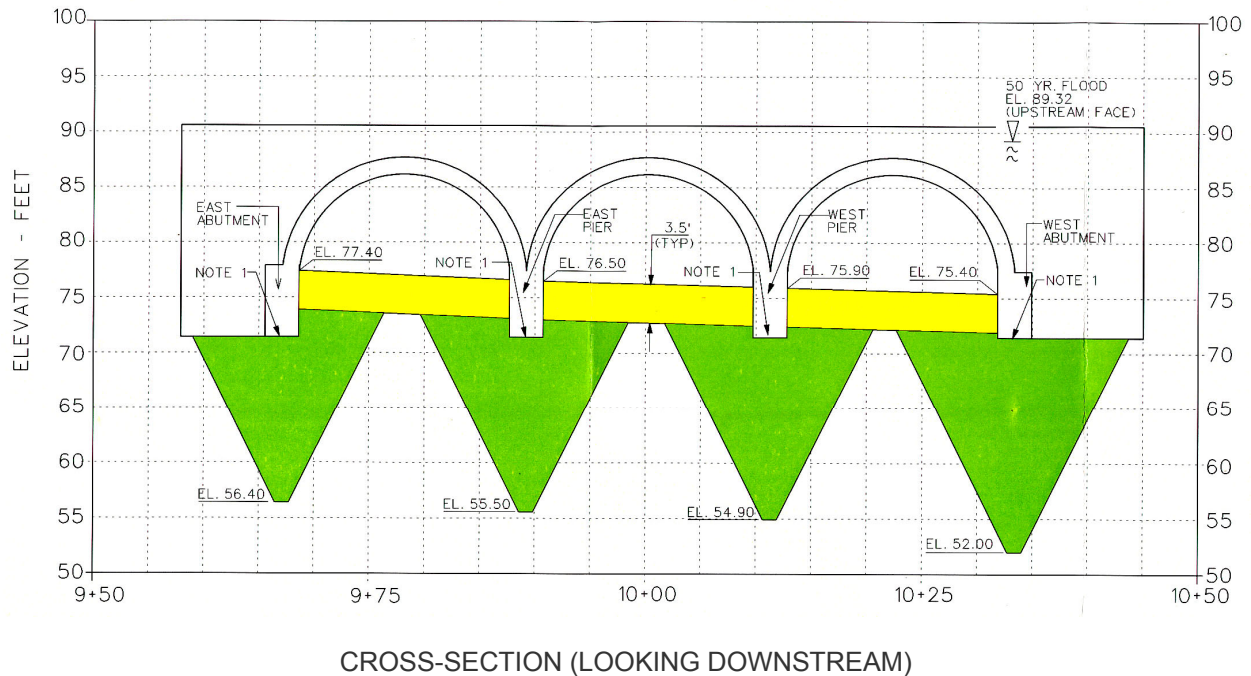 100
95
90
85
80
75
70
65
60
55
50
ELEVATION - FEET
100
95
90
85
80
75
70
65
60
55
50
50 YR. FLOOD
EL. 89.32
(UPSTREAM FACE)
EAST
ABUTMENT
NOTE 1
EL. 77.40
NOTE 1
EAST
PIER
EL. 76.50
3.5'
(TYP)
NOTE 1
WEST
PIER
EL. 75.90
EL. 75.40
WEST
ABUTMENT
NOTE 1
EL. 56.40
EL. 55.50
EL. 54.90
EL. 52.00
9+50
9+75
10+00
10+25
10+50
CROSS-SECTION (LOOKING DOWNSTREAM)